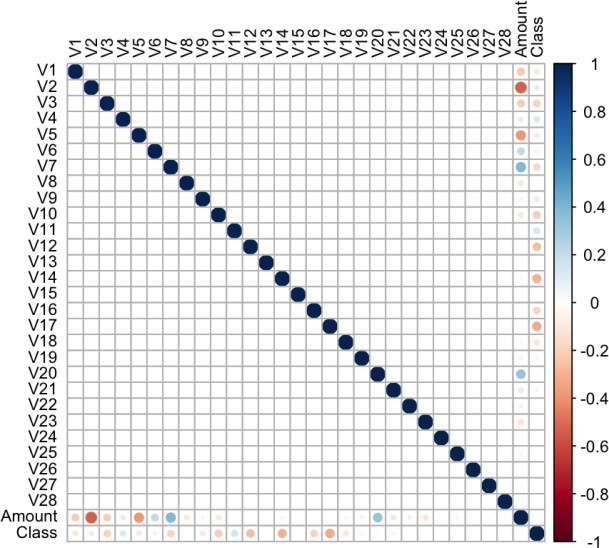 V1 V2 V3 V4 V5 V6 V7 V8 V9 V10 V11 V12 V13 V14 V15 V16 V17 V18 V19 V20 V21 V22 V23 V24 V25 V26 V27 V28 Amount Class
V1
V2
V3
V4
V5
V6
V7
V8
V9
V10
V11
V12
V13
V14
V15
V16
V17
V18
V19
V20
V21
V22
V23
V24
V25
V26
V27
V28
Amount
Class
1
0.8
0.6
0.4
0.2
0
-0.2
-0.4
-0.6
-0.8
-1